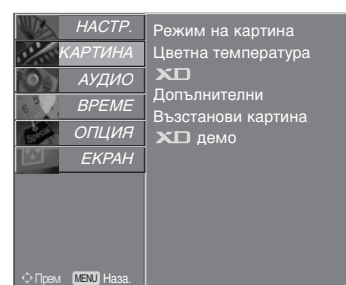 НАСТР.
КАРТИНА
АУДИО
ВРЕМЕ
ОПЦИЯ
ЕКРАН
Режим на картина
Цветна температура
XD
Допълнителни
Възстанови картина
XD демо
Прем MENU Наза.